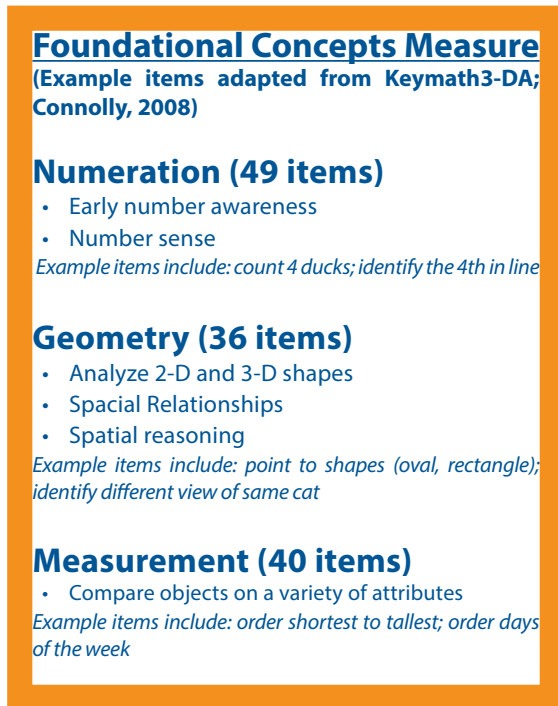 Foundational Concepts Measure
(Example items adapted from Keymath3-DA;
Connolly, 2008)
Numeration (49 items)
• Early number awareness
• Number sense
Example items include: count 4 ducks; identify the 4th in line
Geometry (36 items)
• Analyze 2-D and 3-D shapes
• Spacial Relationships
• Spatial reasoning
Example items include: point to shapes (oval, rectangle);
identify different view of same cat
Measurement (40 items)
• Compare objects on a variety of attributes
Example items include: order shortest to tallest; order days
of the week